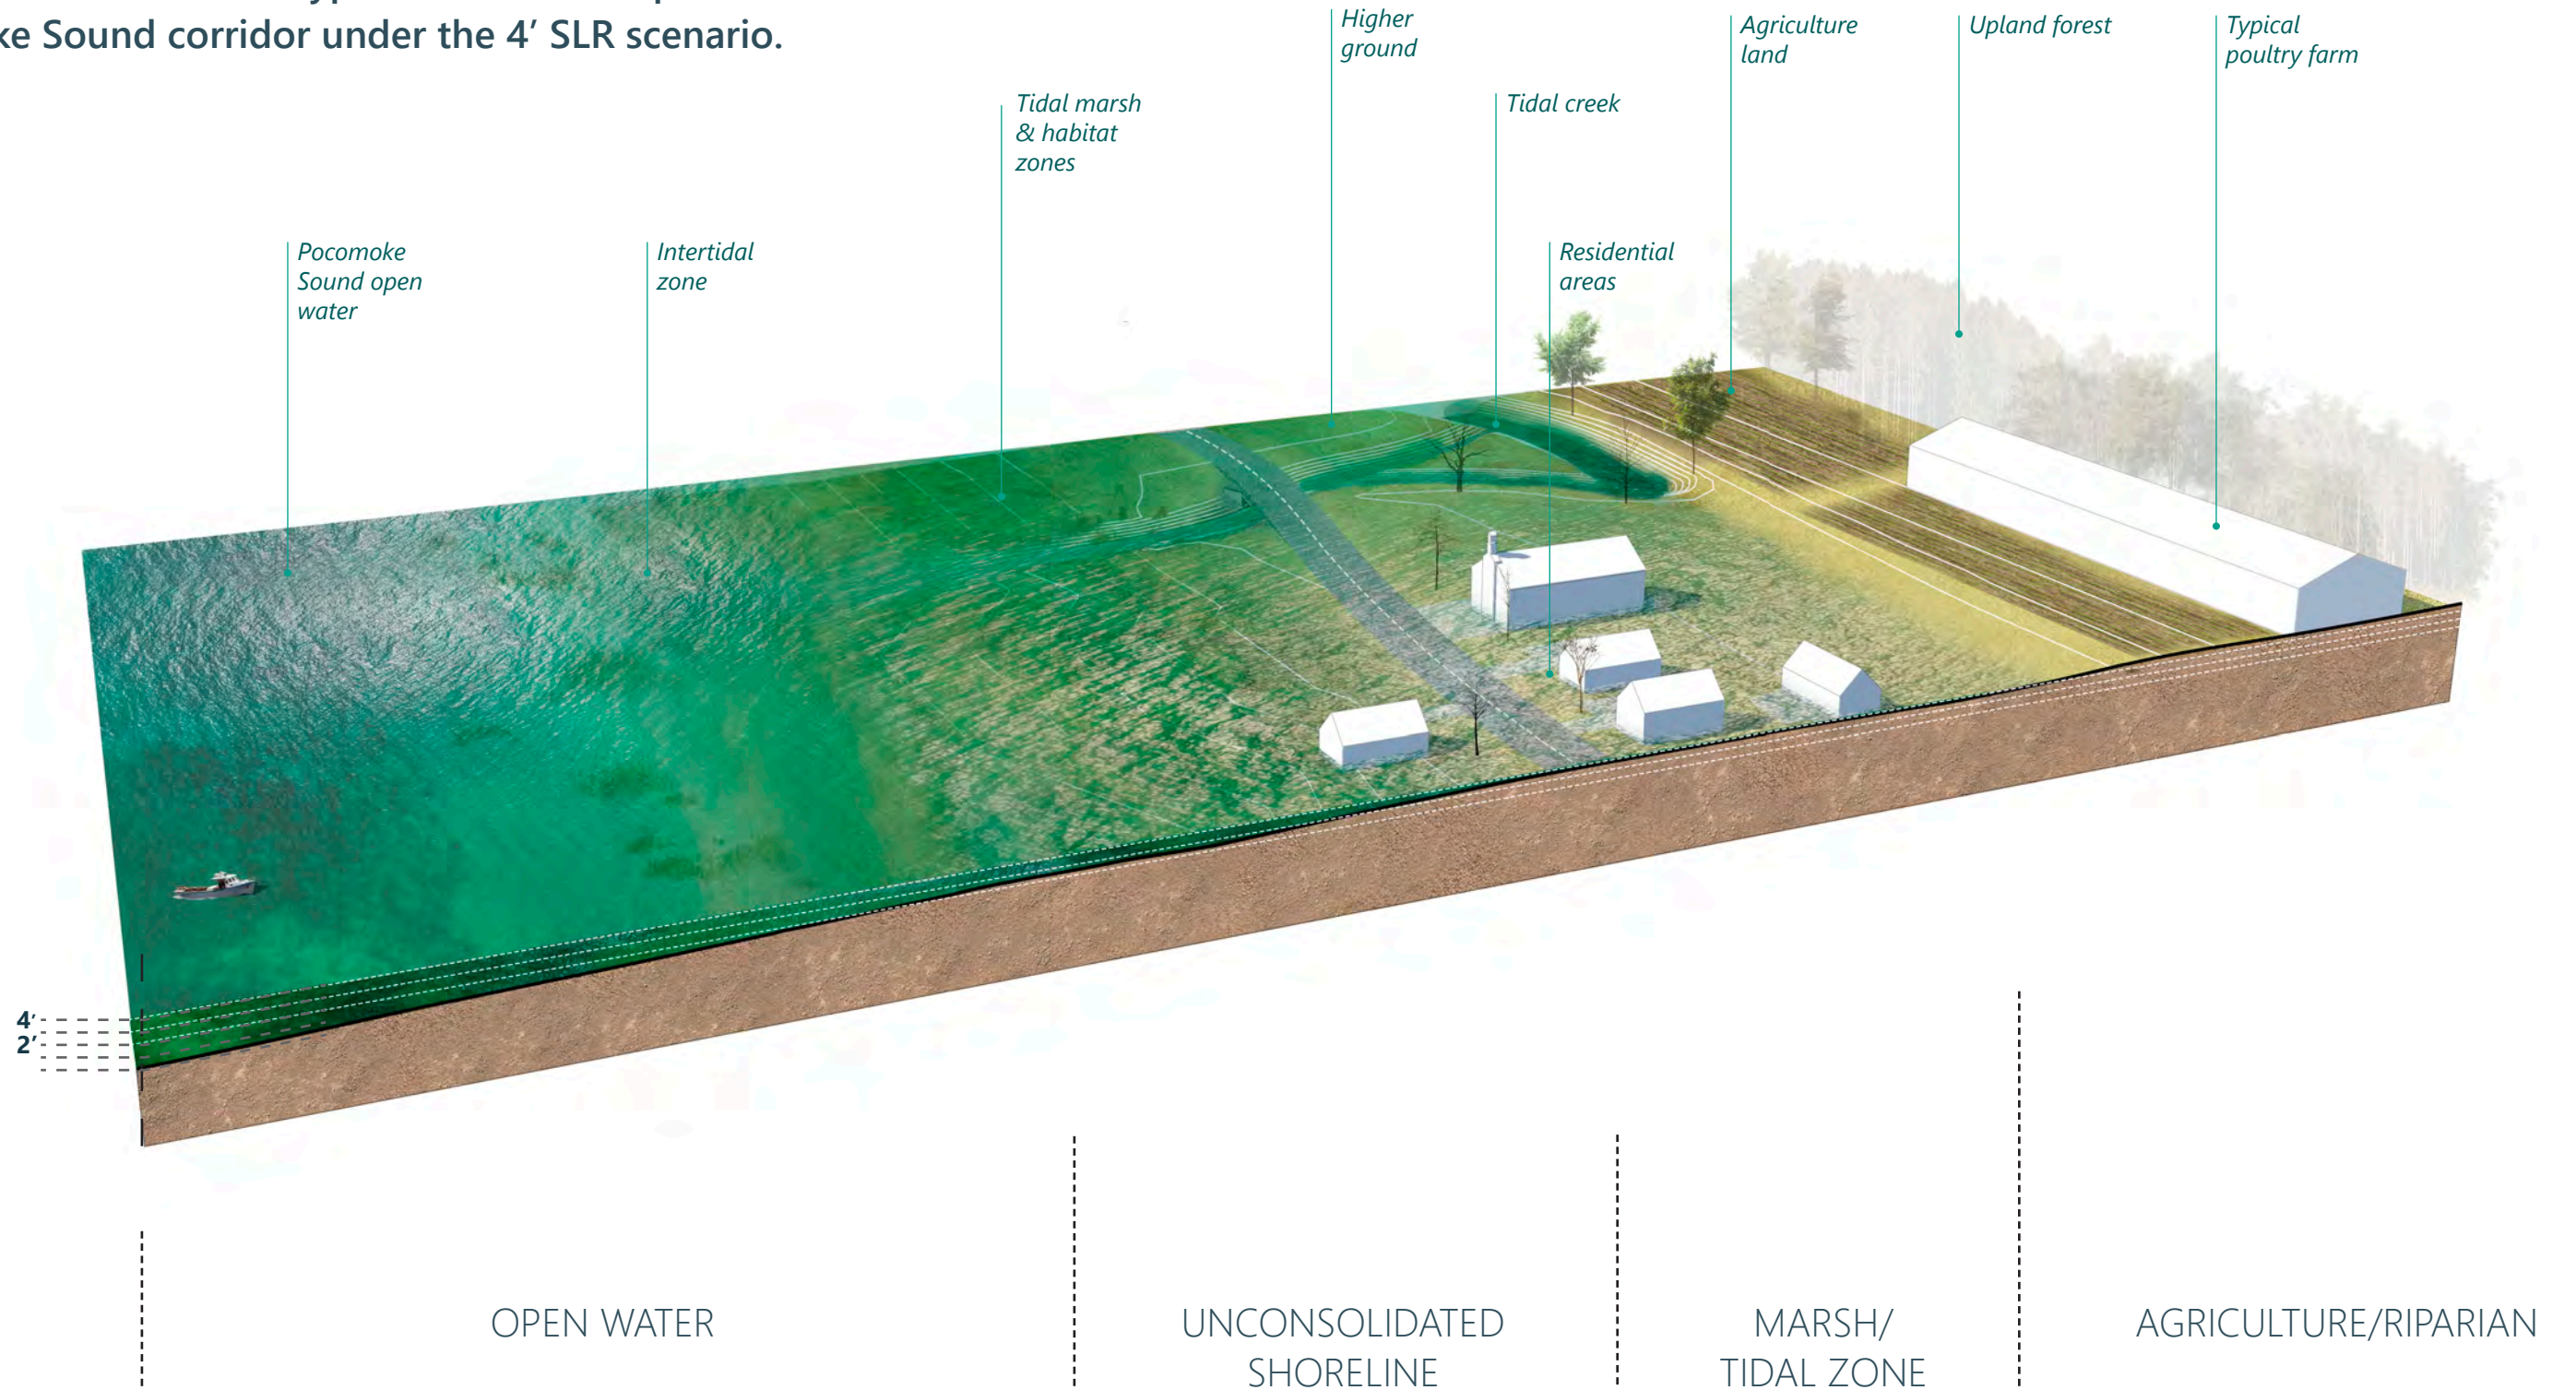 ke Sound corridor under the 4’ SLR scenario.
Higher
ground
Agriculture
land
Upland forest
Typical
poultry farm
Tidal marsh
& habitat
zones
Tidal creek
Pocomoke
Sound open
water
Intertidal
zone
Residential
areas
4’
2’
OPEN WATER
UNCONSOLIDATED
SHORELINE
MARSH/
TIDAL ZONE
AGRICULTURE/RIPARIAN